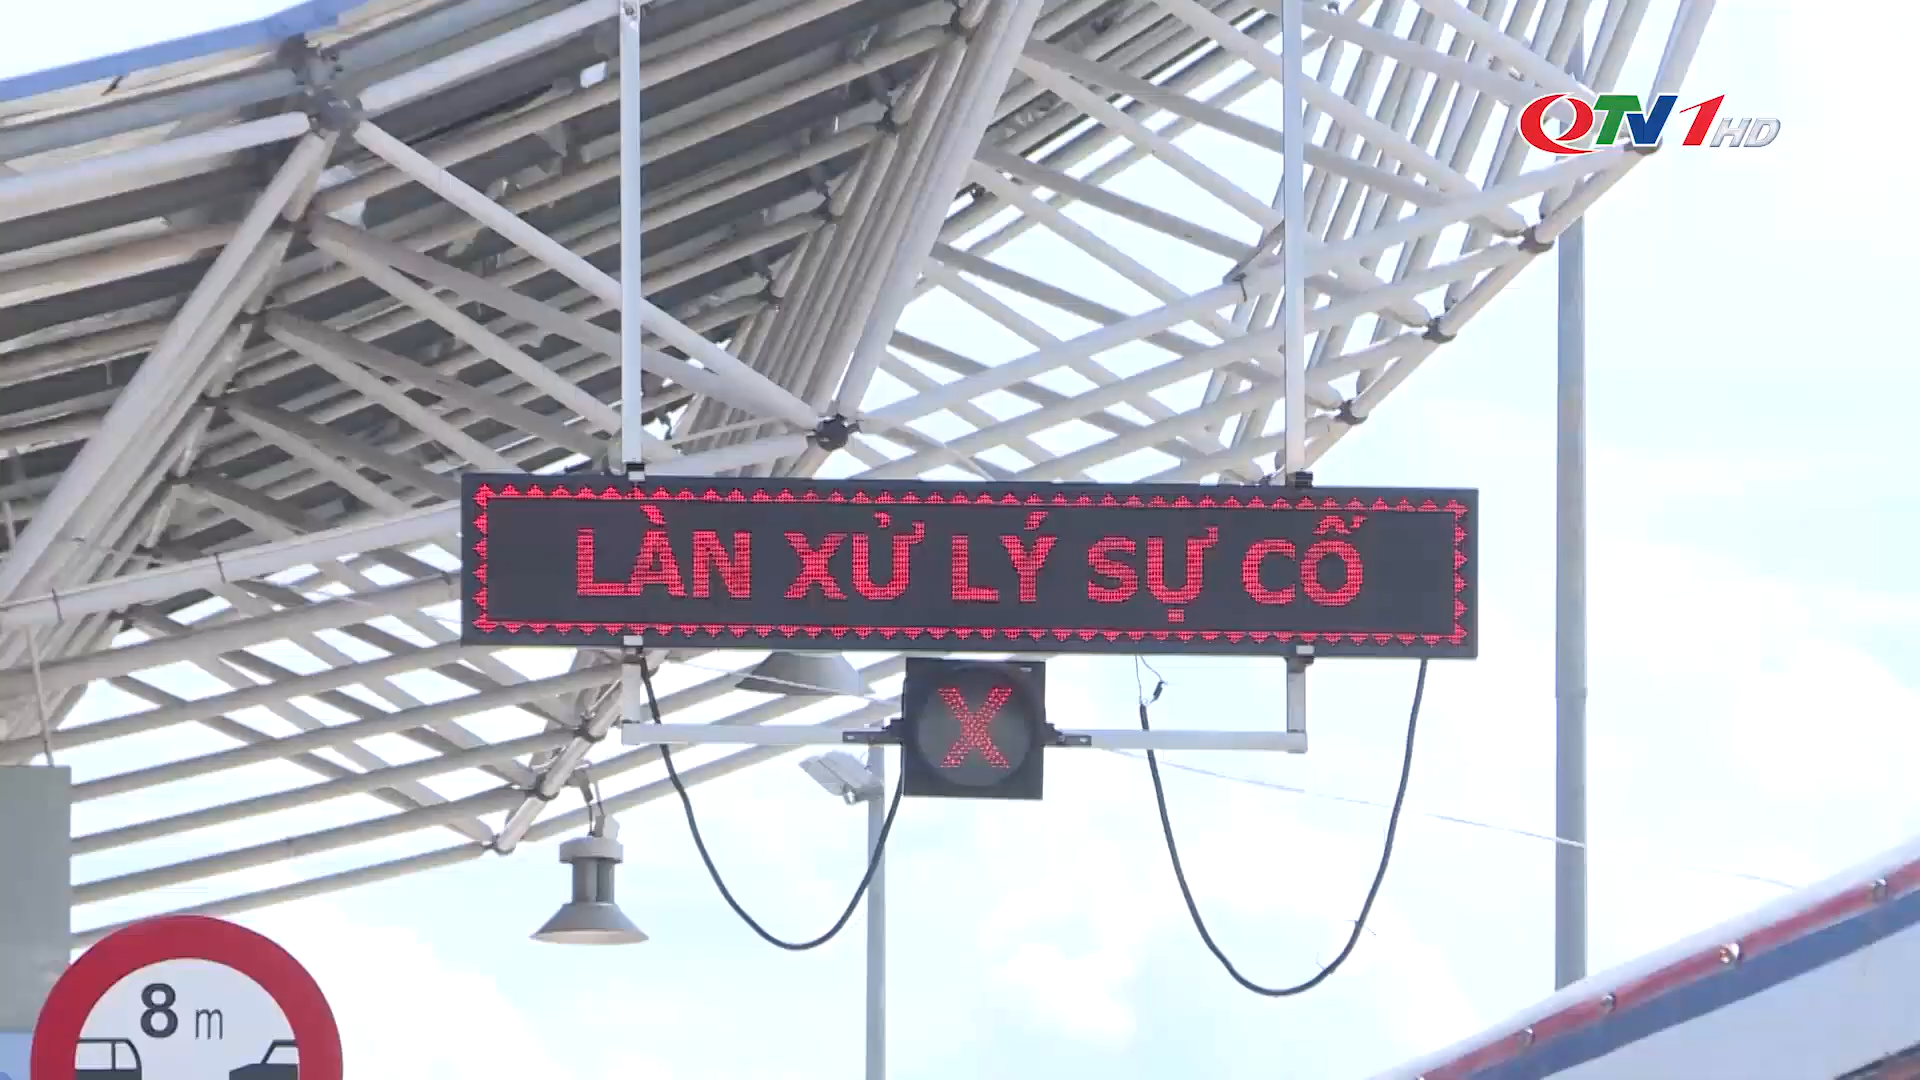 QTV1HD
LÀN XỬ LÝ SỰ CỐ
X
8 m